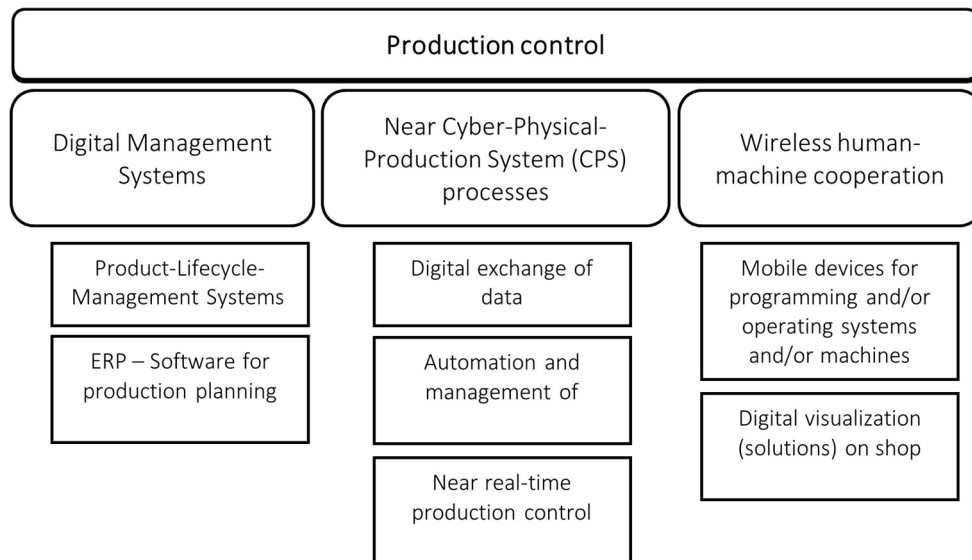 Production control
Digital Management
Systems
Near Cyber-Physical-
Production System (CPS)
processes
Wireless human-
machine cooperation
Product-Lifecycle-
Management Systems
ERP – Software for
production planning
Digital exchange of
data
Automation and
management of
Near real-time
production control
Mobile devices for
programming and/or
operating systems
and/or machines
Digital visualization
(solutions) on shop